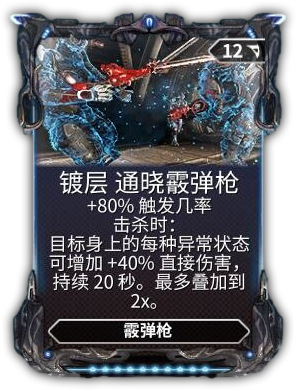 12
镀层 通晓霰弹枪
+80% 触发几率
击杀时：
目标身上的每种异常状态
可增加 +40% 直接伤害，
持续 20 秒。最多叠加到
2x。
霰弹枪